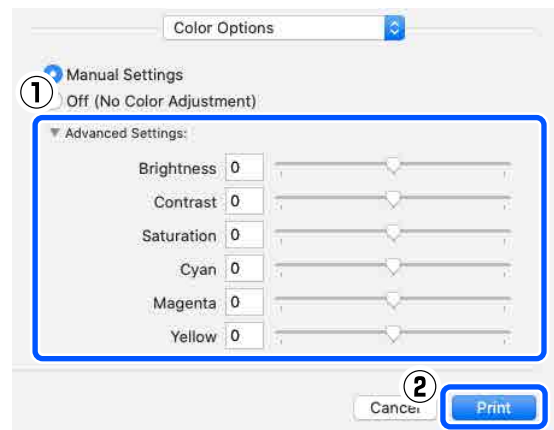 Color Options
Manual Settings
①
Off (No Color Adjustment)
Advanced Settings:
Brightness 0
Contrast 0
Saturation 0
Cyan 0
Magenta 0
Yellow 0
②
Cancel Print